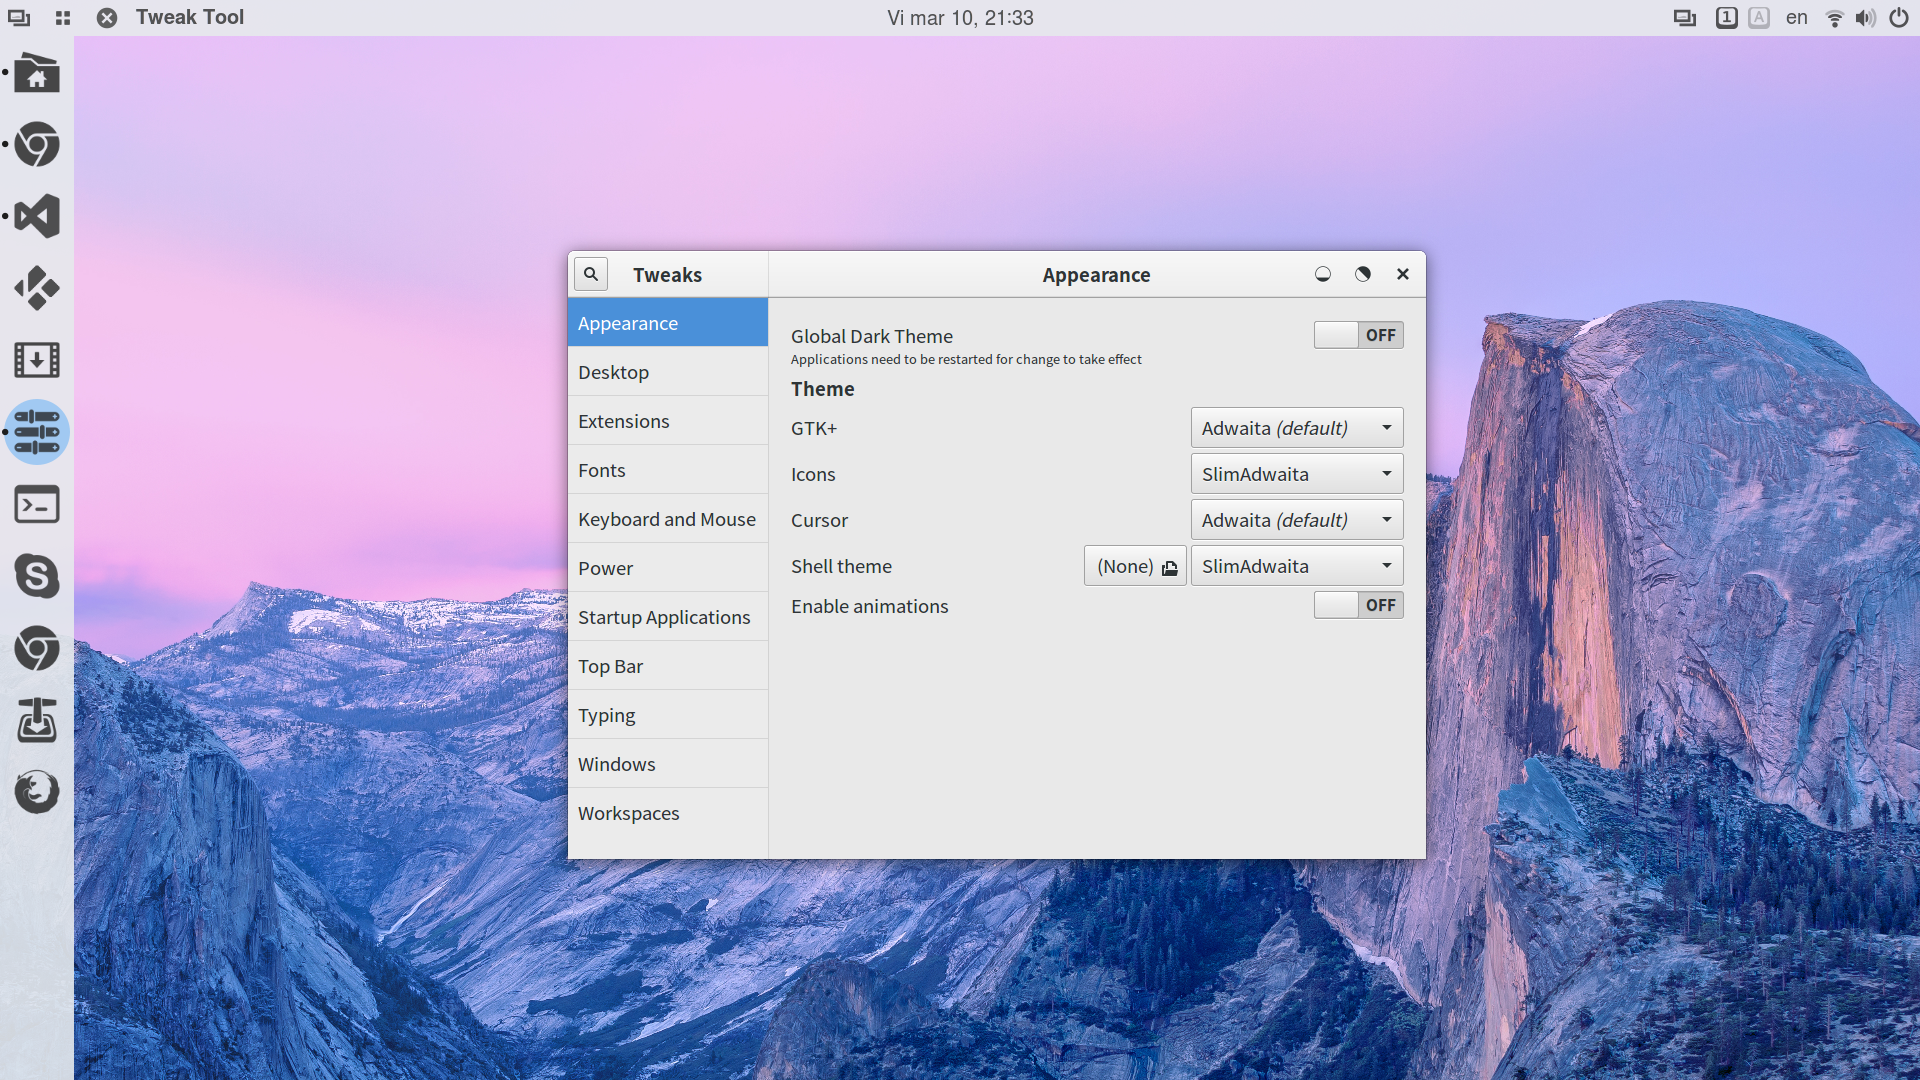 Tweak Tool
Vi mar 10, 21:33
1
A
en
Tweaks
Appearance
Appearance
Desktop
Extensions
Fonts
Keyboard and Mouse
Power
Startup Applications
Top Bar
Typing
Windows
Workspaces
Global Dark Theme
OFF
Applications need to be restarted for change to take effect
Theme
GTK+
Adwaita (default)
Icons
SlimAdwaita
Cursor
Adwaita (default)
Shell theme
(None)
SlimAdwaita
Enable animations
OFF